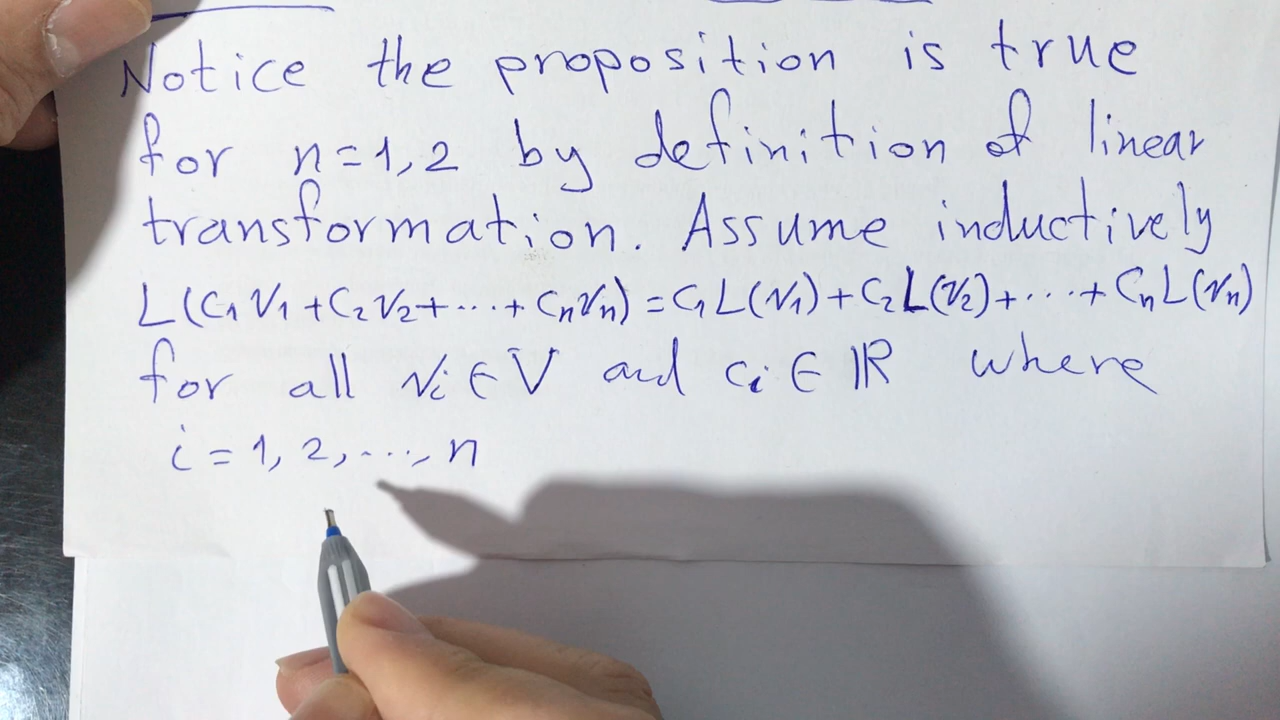 Notice the proposition is true
for n=1,2 by definition of linear
transformation. Assume inductively
L(c₁v₁+c₂v₂+...+cₙvₙ)=c₁L(v₁)+c₂L(v₂)+...+cₙL(vₙ)
for all vᵢ∈V and cᵢ∈ℝ where
i=1,2,...,n